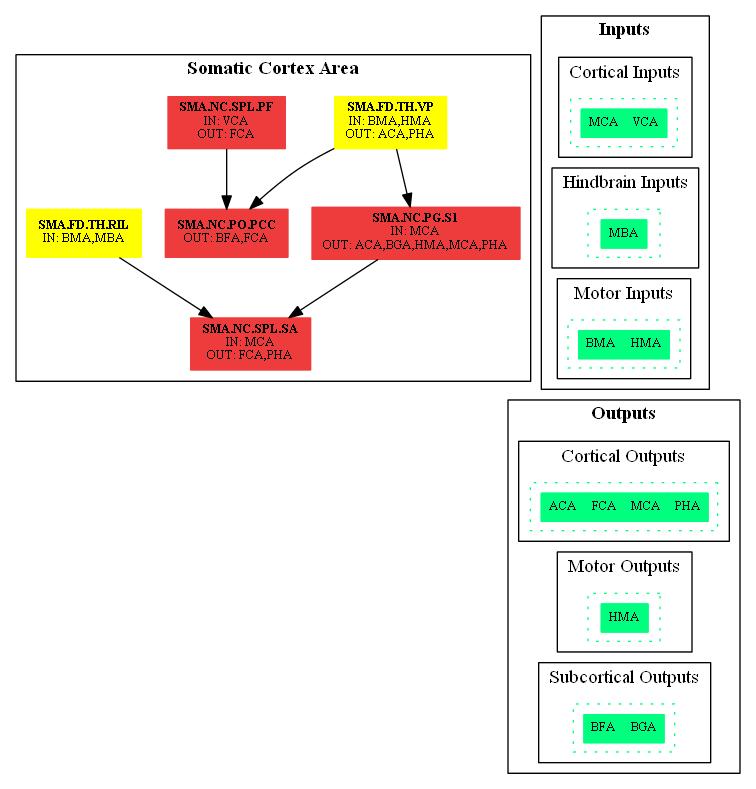 Somatic Cortex Area
SMA.NC.SPL.PF
IN: VCA
OUT: FCA
SMA.FD.TH.VP
IN: BMA,HMA
OUT: ACA,PHA
SMA.FD.TH.RIL
IN: BMA,MBA
SMA.NC.PO.PCC
OUT: BFA,FCA
SMA.NC.PG.S1
IN: MCA
OUT: ACA,BGA,HMA,MCA,PHA
SMA.NC.SPL.SA
IN: MCA
OUT: FCA,PHA
Inputs
Cortical Inputs
MCA VCA
Hindbrain Inputs
MBA
Motor Inputs
BMA HMA
Outputs
Cortical Outputs
ACA FCA MCA PHA
Motor Outputs
HMA
Subcortical Outputs
BFA BGA